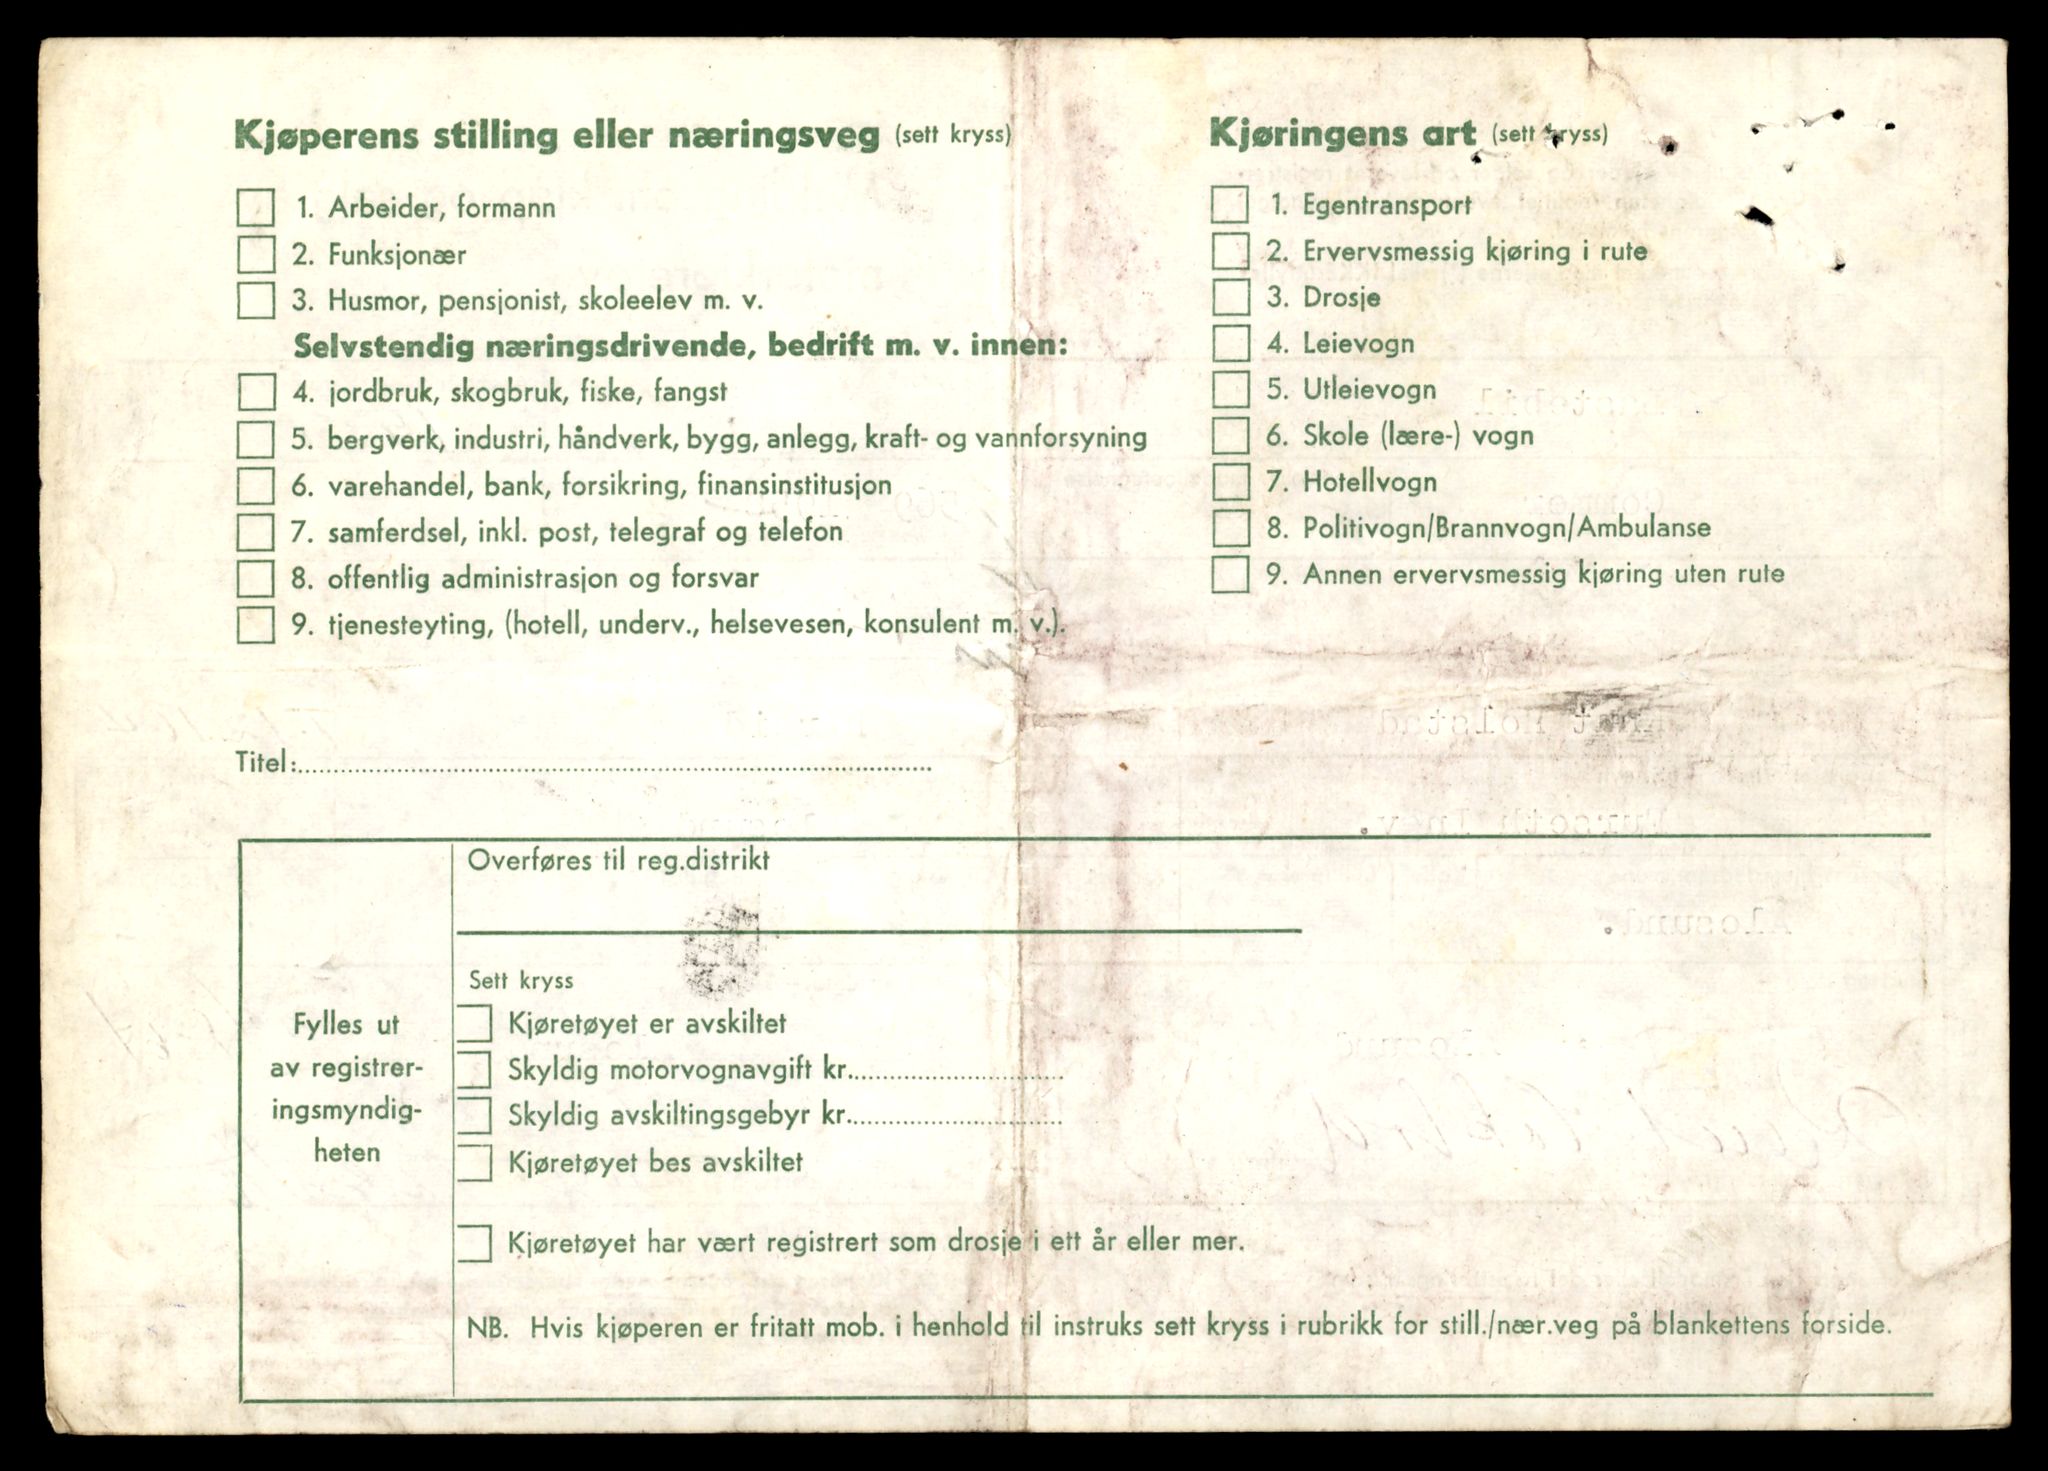 Kjøperens stilling eller næringsveg (sett kryss)
1. Arbeider, formann
2. Funksjonær
3. Husmor, pensjonist, skoleelev m. v.
Selvstendig næringsdrivende, bedrift m. v. innen:
4. jordbruk, skogbruk, fiske, fangst
5. bergverk, industri, håndverk, bygg, anlegg, kraft- og vannforsyning
6. varehandel, bank, forsikring, finansinstitusjon
7. samferdsel, inkl. post, telegraf og telefon
8. offentlig administrasjon og forsvar
9. tjenesteyting, (hotell, underv., helsevesen, konsulent m. v.).
Titel:
Kjøringens art (sett kryss)
1. Egentransport
2. Ervervsmessig kjøring i rute
3. Drosje
4. Leievogn
5. Utleievogn
6. Skole (lære-) vogn
7. Hotellvogn
8. Politivogn/Brannvogn/Ambulanse
9. Annen ervervsmessig kjøring uten rute
Fylles ut
av registrer-
ingsmyndig-
heten
Overføres til reg.distrikt
Sett kryss
Kjøretøyet er avskiltet
Skyldig motorvognavgift kr.
Skyldig avskiltingsgebyr kr.
Kjøretøyet bes avskiltet
Kjøretøyet har vært registrert som drosje i ett år eller mer.
NB. Hvis kjøperen er fritatt mob. i henhold til instruks sett kryss i rubrikk for still./nær.veg på blankettens forside.